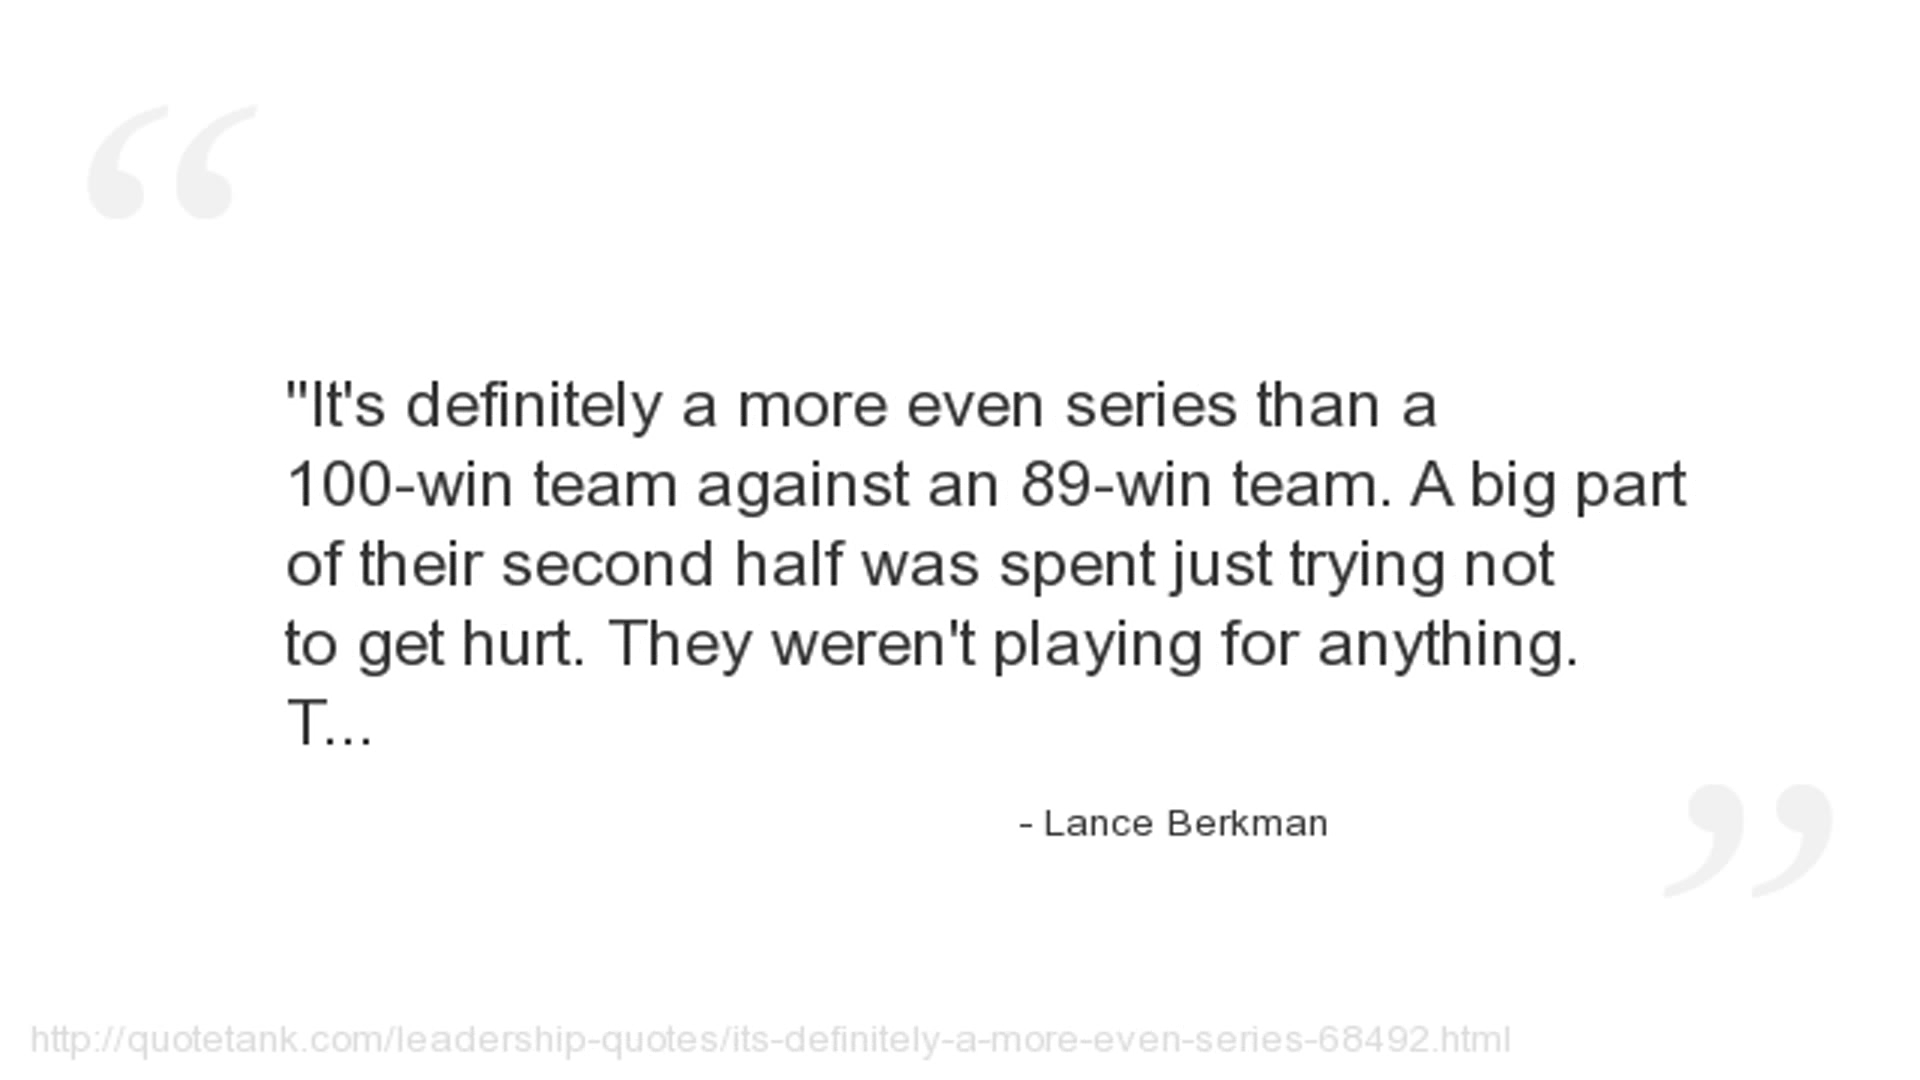 "It's definitely a more even series than a
100-win team against an 89-win team. A big part
of their second half was spent just trying not
to get hurt. They weren't playing for anything.
T...
- Lance Berkman
http://quotetank.com/leadership-quotes/its-definitely-a-more-even-series-68492.html